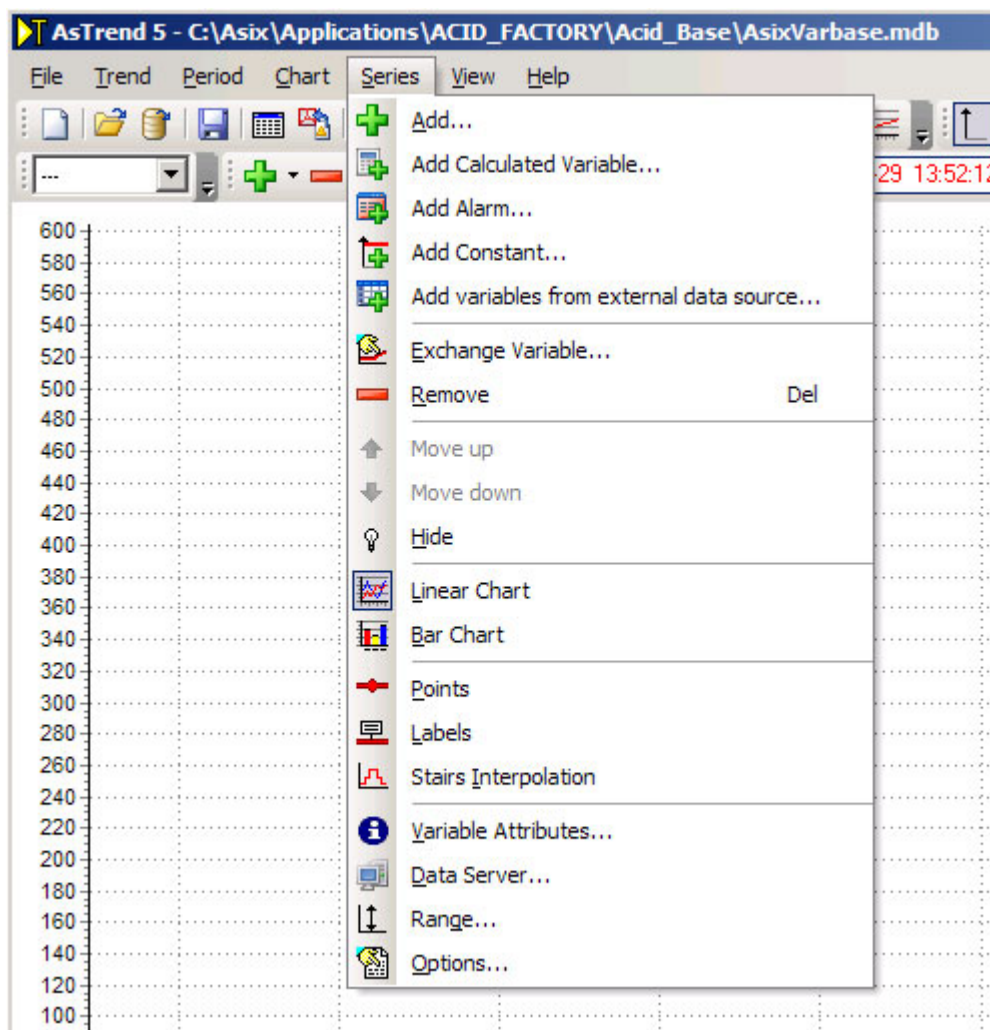 AsTrend 5 - C:\Asix\Applications\ACID_FACTORY\Acid_Base\AsixVarbase.mdb
File Trend Period Chart Series View Help
---
29 13:52:12
Add...
Add Calculated Variable...
Add Alarm...
Add Constant...
Add variables from external data source...
Exchange Variable...
Remove Del
Move up
Move down
Hide
Linear Chart
Bar Chart
Points
Labels
Stairs Interpolation
Variable Attributes...
Data Server...
Range...
Options...
600
580
560
540
520
500
480
460
440
420
400
380
360
340
320
300
280
260
240
220
200
180
160
140
120
100